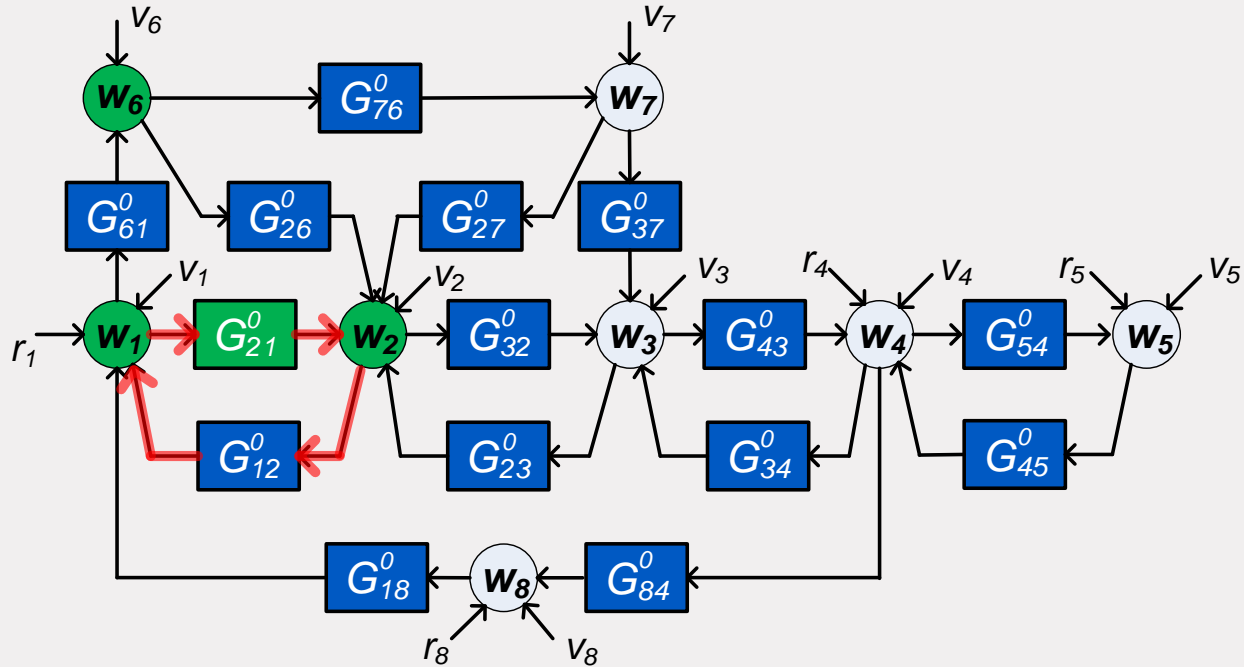 v6 v7
w6 G⁰76 w7
G⁰61 G⁰26 G⁰27 G⁰37
v1 v2 v3 r4 v4 r5 v5
r1 w1 G⁰21 w2 G⁰32 w3 G⁰43 w4 G⁰54 w5
G⁰12 G⁰23 G⁰34 G⁰45
G⁰18 w8 G⁰84
r8 v8